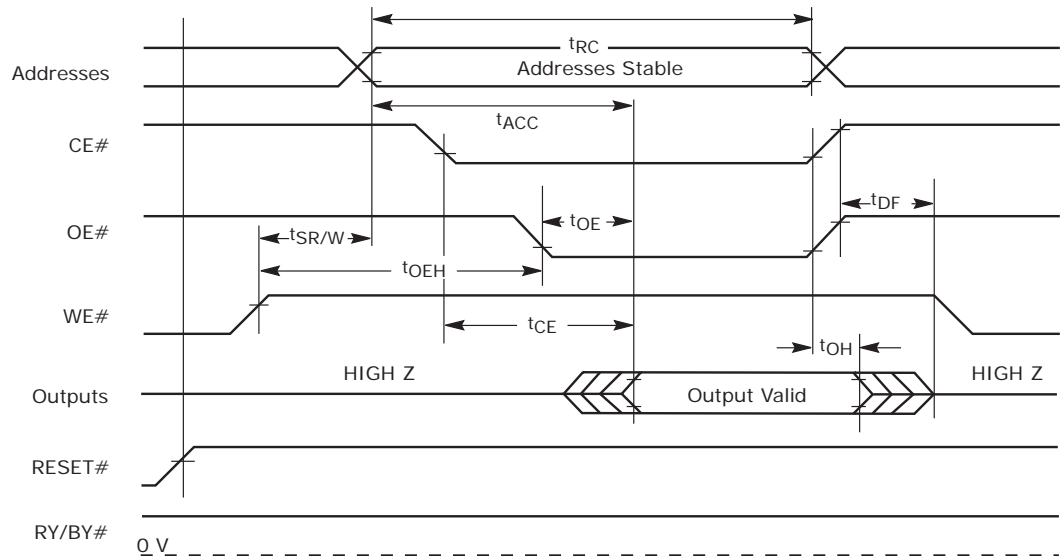 tRC
Addresses
Addresses Stable
tACC
CE#
tDF
tOE
OE#
tSR/W
tOEH
WE#
tCE
tOH
HIGH Z
HIGH Z
Outputs
Output Valid
RESET#
RY/BY#
0 V